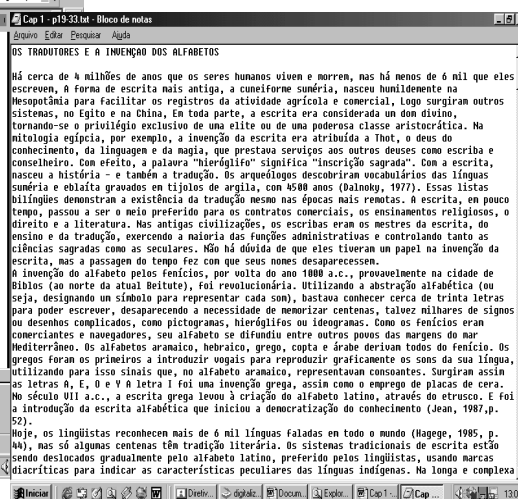 Cap 1 - p19-33.txt - Bloco de notas
Arquivo Editar Pesquisar Ajuda
OS TRADUTORES E A INVENÇAO DOS ALFABETOS
Há cerca de 4 milhões de anos que os seres humanos vivem e morrem, mas há menos de 6 mil que eles
escrevem, A forma de escrita mais antiga, a cuneiforme suméria, nasceu humildemente na
Mesopotâmia para facilitar os registros da atividade agrícola e comercial, Logo surgiram outros
sistemas, no Egito e na China, Em toda parte, a escrita era considerada um dom divino,
tornando-se o privilégio exclusivo de uma elite ou de uma poderosa classe aristocrática. Na
mitologia egípcia, por exemplo, a invenção da escrita era atribuída a Thot, o deus do
conhecimento, da linguagem e da magia, que prestava serviços aos outros deuses como escriba e
conselheiro. Com efeito, a palavra "hieróglifo" significa "inscrição sagrada". Com a escrita,
nasceu a história - e também a tradução. Os arqueólogos descobriram vocabulários das línguas
suméria e eblaíta gravados em tijolos de argila, com 4500 anos (Dalnoky, 1977). Essas listas
bilíngües demonstram a existência da tradução mesmo nas épocas mais remotas. A escrita, em pouco
tempo, passou a ser o meio preferido para os contratos comerciais, os ensinamentos religiosos, o
direito e a literatura. Nas antigas civilizações, os escribas eram os mestres da escrita, do
ensino e da tradução, exercendo a maioria das funções administrativas e controlando tanto as
ciências sagradas como as seculares. Não há dúvida de que eles tiveram um papel na invenção da
escrita, mas a passagem do tempo fez com que seus nomes desaparecessem.
A invenção do alfabeto pelos fenícios, por volta do ano 1000 a.c., provavelmente na cidade de
Biblos (ao norte da atual Beitute), foi revolucionária. Utilizando a abstração alfabética (ou
seja, designando um símbolo para representar cada som), bastava conhecer cerca de trinta letras
para poder escrever, desaparecendo a necessidade de memorizar centenas, talvez milhares de signos
ou desenhos complicados, como pictogramas, hieróglifos ou ideogramas. Como os fenícios eram
comerciantes e navegadores, seu alfabeto se difundiu entre outros povos das margens do mar
Mediterrâneo. Os alfabetos aramaico, hebraico, grego, copta e árabe derivam todos do fenício. Os
gregos foram os primeiros a introduzir vogais para reproduzir graficamente os sons da sua língua,
utilizando para isso sinais que, no alfabeto aramaico, representavam consoantes. Surgiram assim
as letras A, E, O e Y A letra I foi uma invenção grega, assim como o emprego de placas de cera.
No século VII a.c., a escrita grega levou à criação do alfabeto latino, através do etrusco. E foi
a introdução da escrita alfabética que iniciou a democratização do conhecimento (Jean, 1987,p.
52).
Hoje, os lingüistas reconhecem mais de 6 mil línguas faladas em todo o mundo (Hagege, 1985, p.
44), mas só algumas centenas têm tradição literária. Os sistemas tradicionais de escrita estão
sendo deslocados gradualmente pelo alfabeto latino, preferido pelos lingüistas, usando marcas
diacríticas para indicar as características peculiares das línguas indígenas. Na longa e complexa
Iniciar Diretiv... digitaliz... Docum... Explor... Cap 1 -... Cap ...